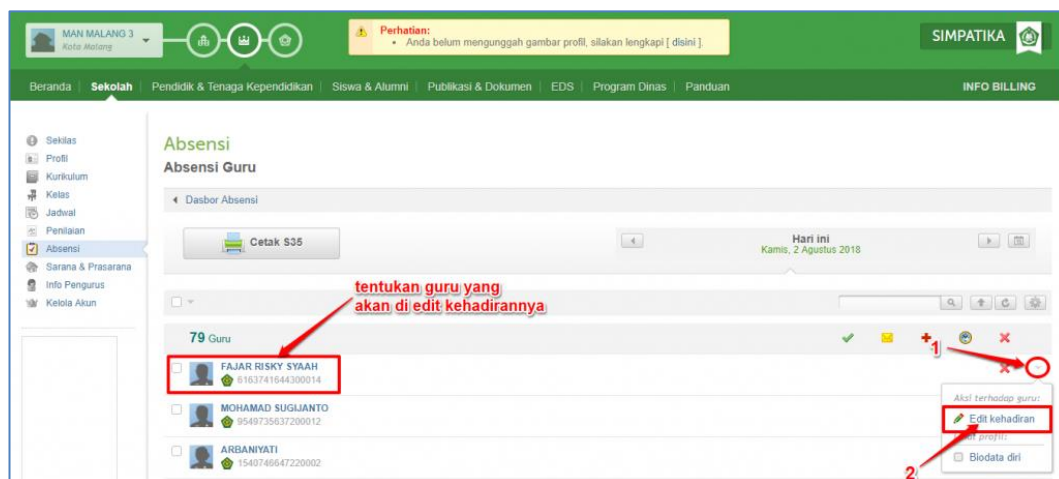 MAN MALANG 3
Kota Malang
Perhatian:
• Anda belum mengunggah gambar profil, silakan lengkapi [ disini ].
SIMPATIKA
Beranda | Sekolah | Pendidik & Tenaga Kependidikan | Siswa & Alumni | Publikasi & Dokumen | EDS | Program Dinas | Panduan
INFO BILLING
Sekilas
Profil
Kurikulum
Kelas
Jadwal
Penilaian
Absensi
Sarana & Prasarana
Info Pengurus
Kelola Akun
Absensi
Absensi Guru
Dasbor Absensi
Cetak S35
Hari ini
Kamis, 2 Agustus 2018
tentukan guru yang
akan di edit kehadirannya
79 Guru
1
FAJAR RISKY SYAAH
6163741644300014
MOHAMAD SUGIJANTO
9549735637200012
ARBANIYATI
1540746647220002
Aksi terhadap guru:
Edit kehadiran
profil:
Biodata diri
2